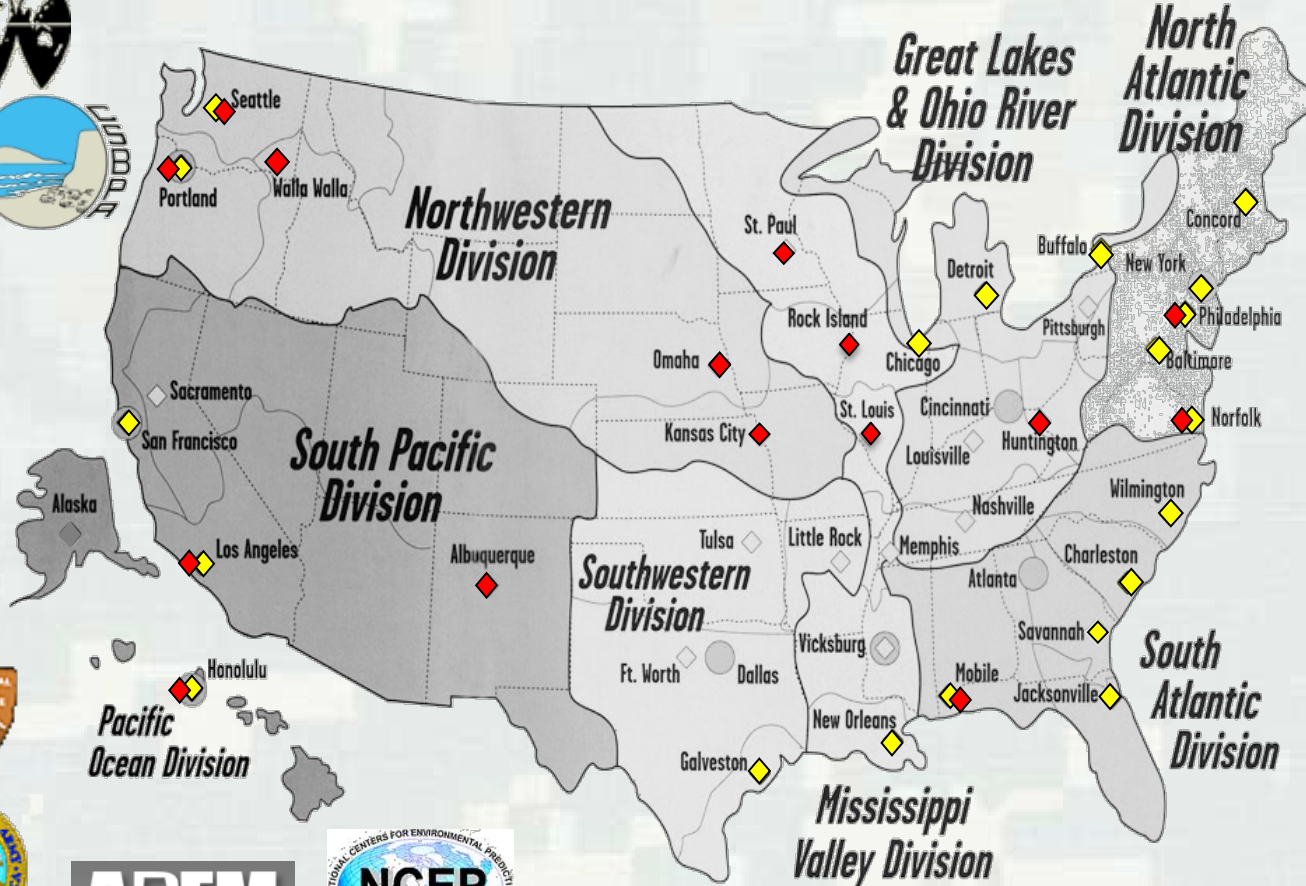 North
Atlantic
Division
Great Lakes
& Ohio River
Division
Seattle
CSBPA
Portland
Walla Walla
Northwestern
Division
St. Paul
Concord
Buffalo
New York
Detroit
Philadelphia
Pittsburgh
Rock Island
Chicago
Omaha
Baltimore
Sacramento
St. Louis
Cincinnati
Norfolk
San Francisco
Kansas City
Huntington
South Pacific
Division
Louisville
Wilmington
Alaska
Nashville
Tulsa
Little Rock
Memphis
Charleston
Los Angeles
Albuquerque
Southwestern
Division
Atlanta
Savannah
South
Atlantic
Division
Vicksburg
Honolulu
Ft. Worth
Dallas
Mobile
Jacksonville
Pacific
Ocean Division
New Orleans
Galveston
Mississippi
Valley Division
NCEP